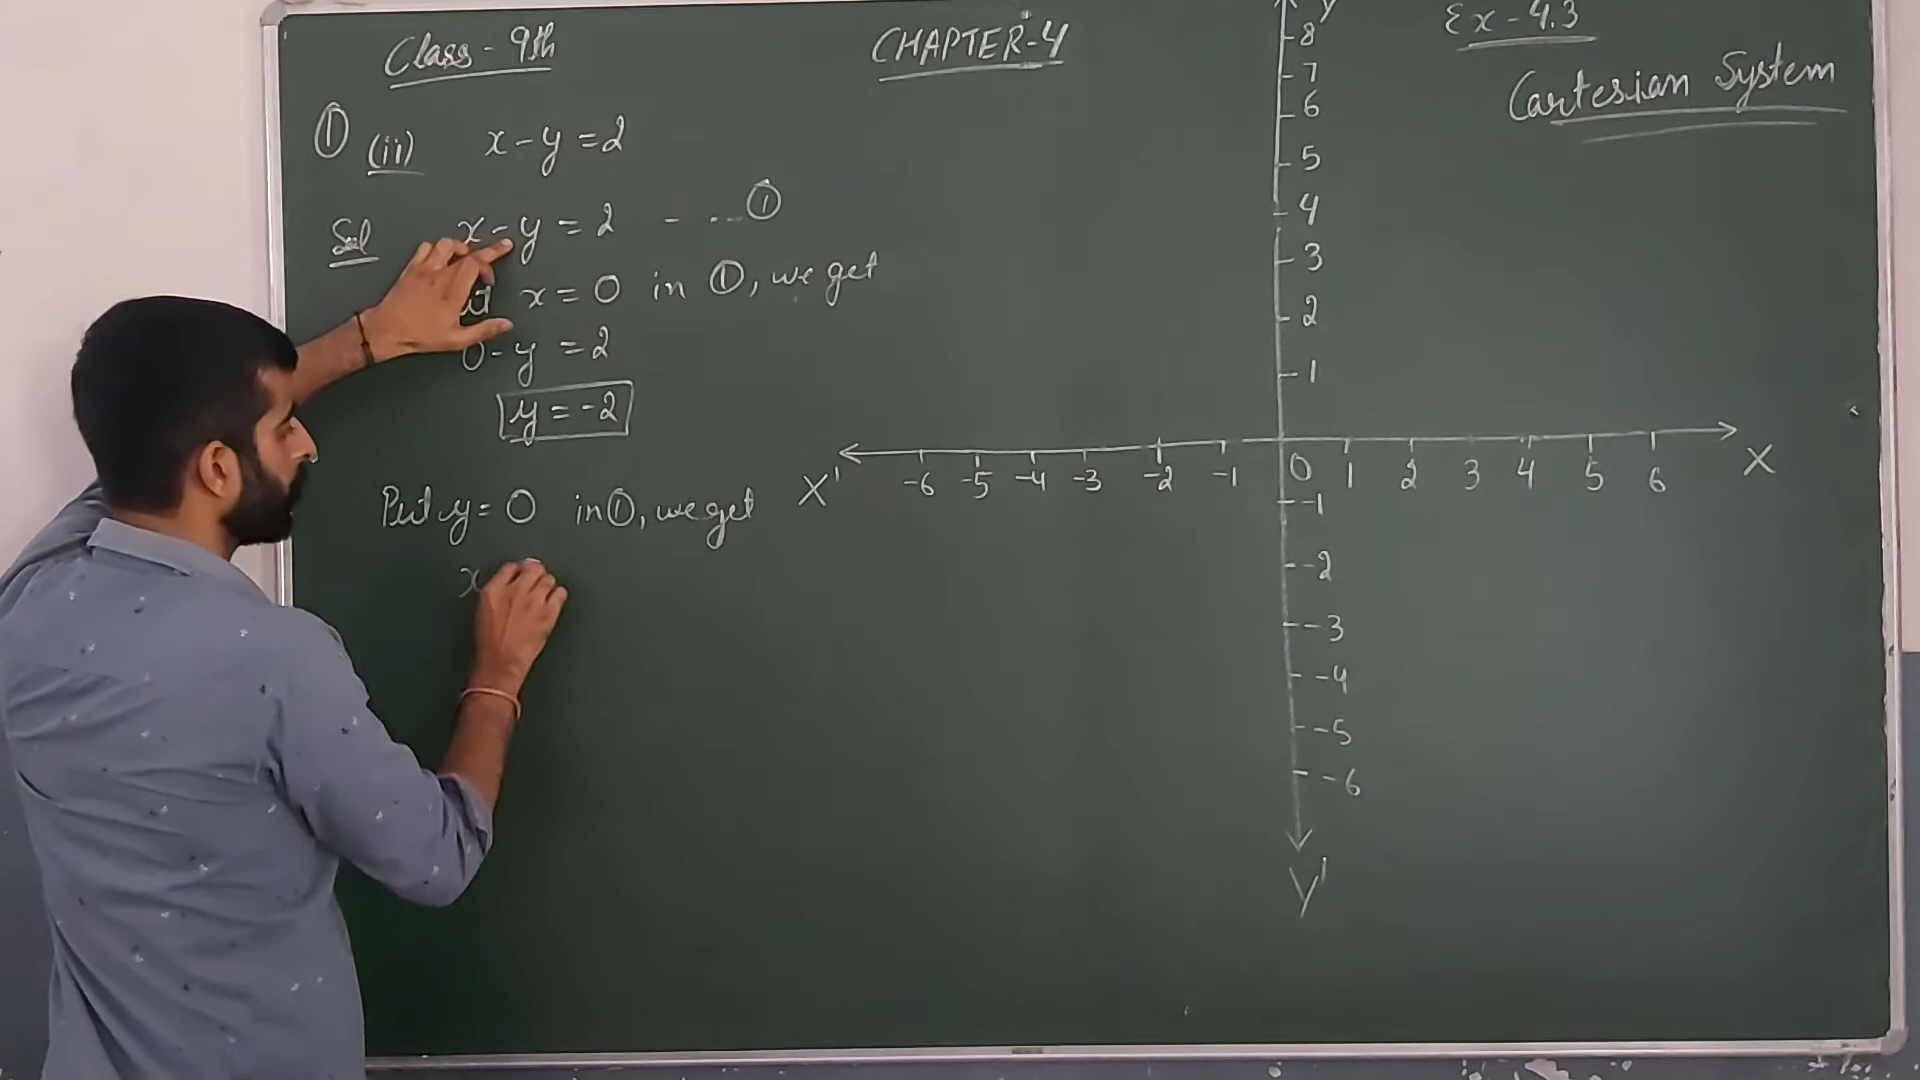 Class - 9th
CHAPTER-4
Ex - 4.3
Cartesian System
① (ii) x - y = 2
Sol x - y = 2 - ... ①
x = 0 in ①, we get
0 - y = 2
y = -2
Put y = 0 in ①, we get
x
Y
8
7
6
5
4
3
2
1
X' -6 -5 -4 -3 -2 -1 0 1 2 3 4 5 6 X
-1
-2
-3
-4
-5
-6
Y'